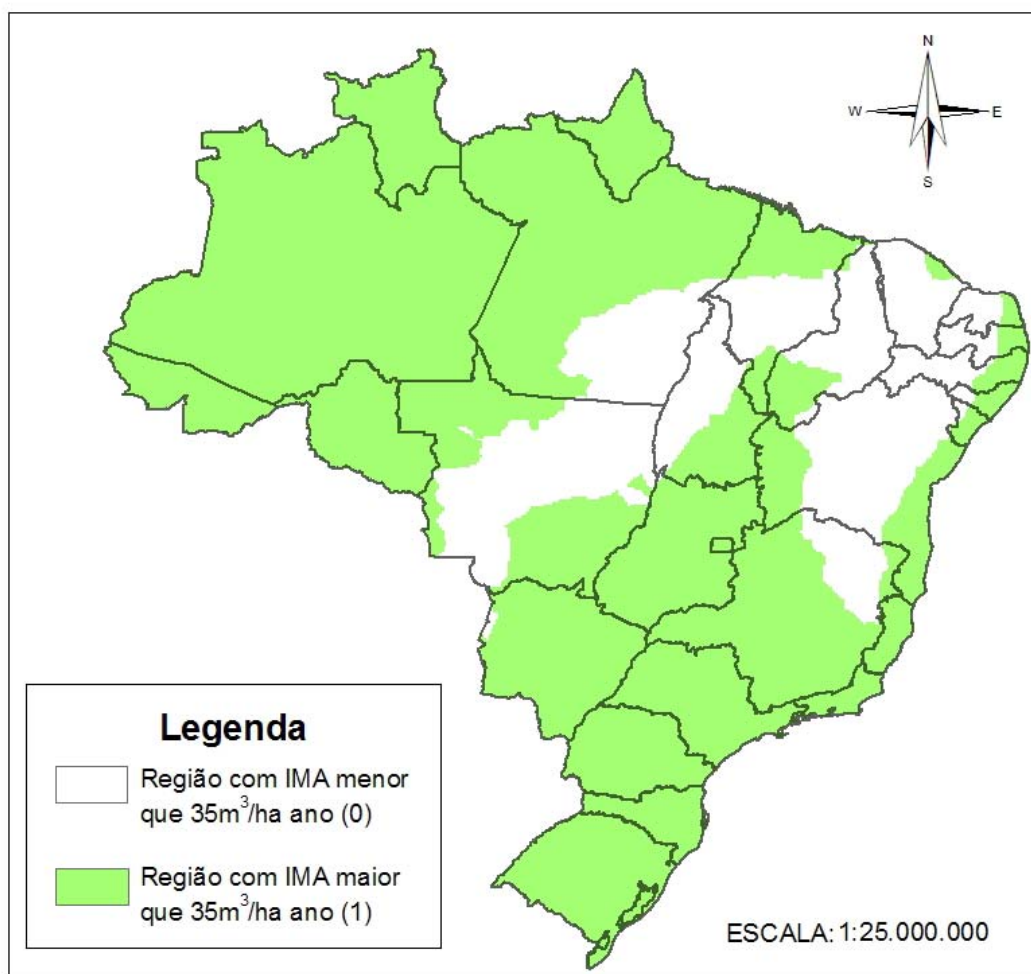 N
W
E
S
Legenda
Região com IMA menor
que 35m³/ha ano (0)
Região com IMA maior
que 35m³/ha ano (1)
ESCALA: 1:25.000.000